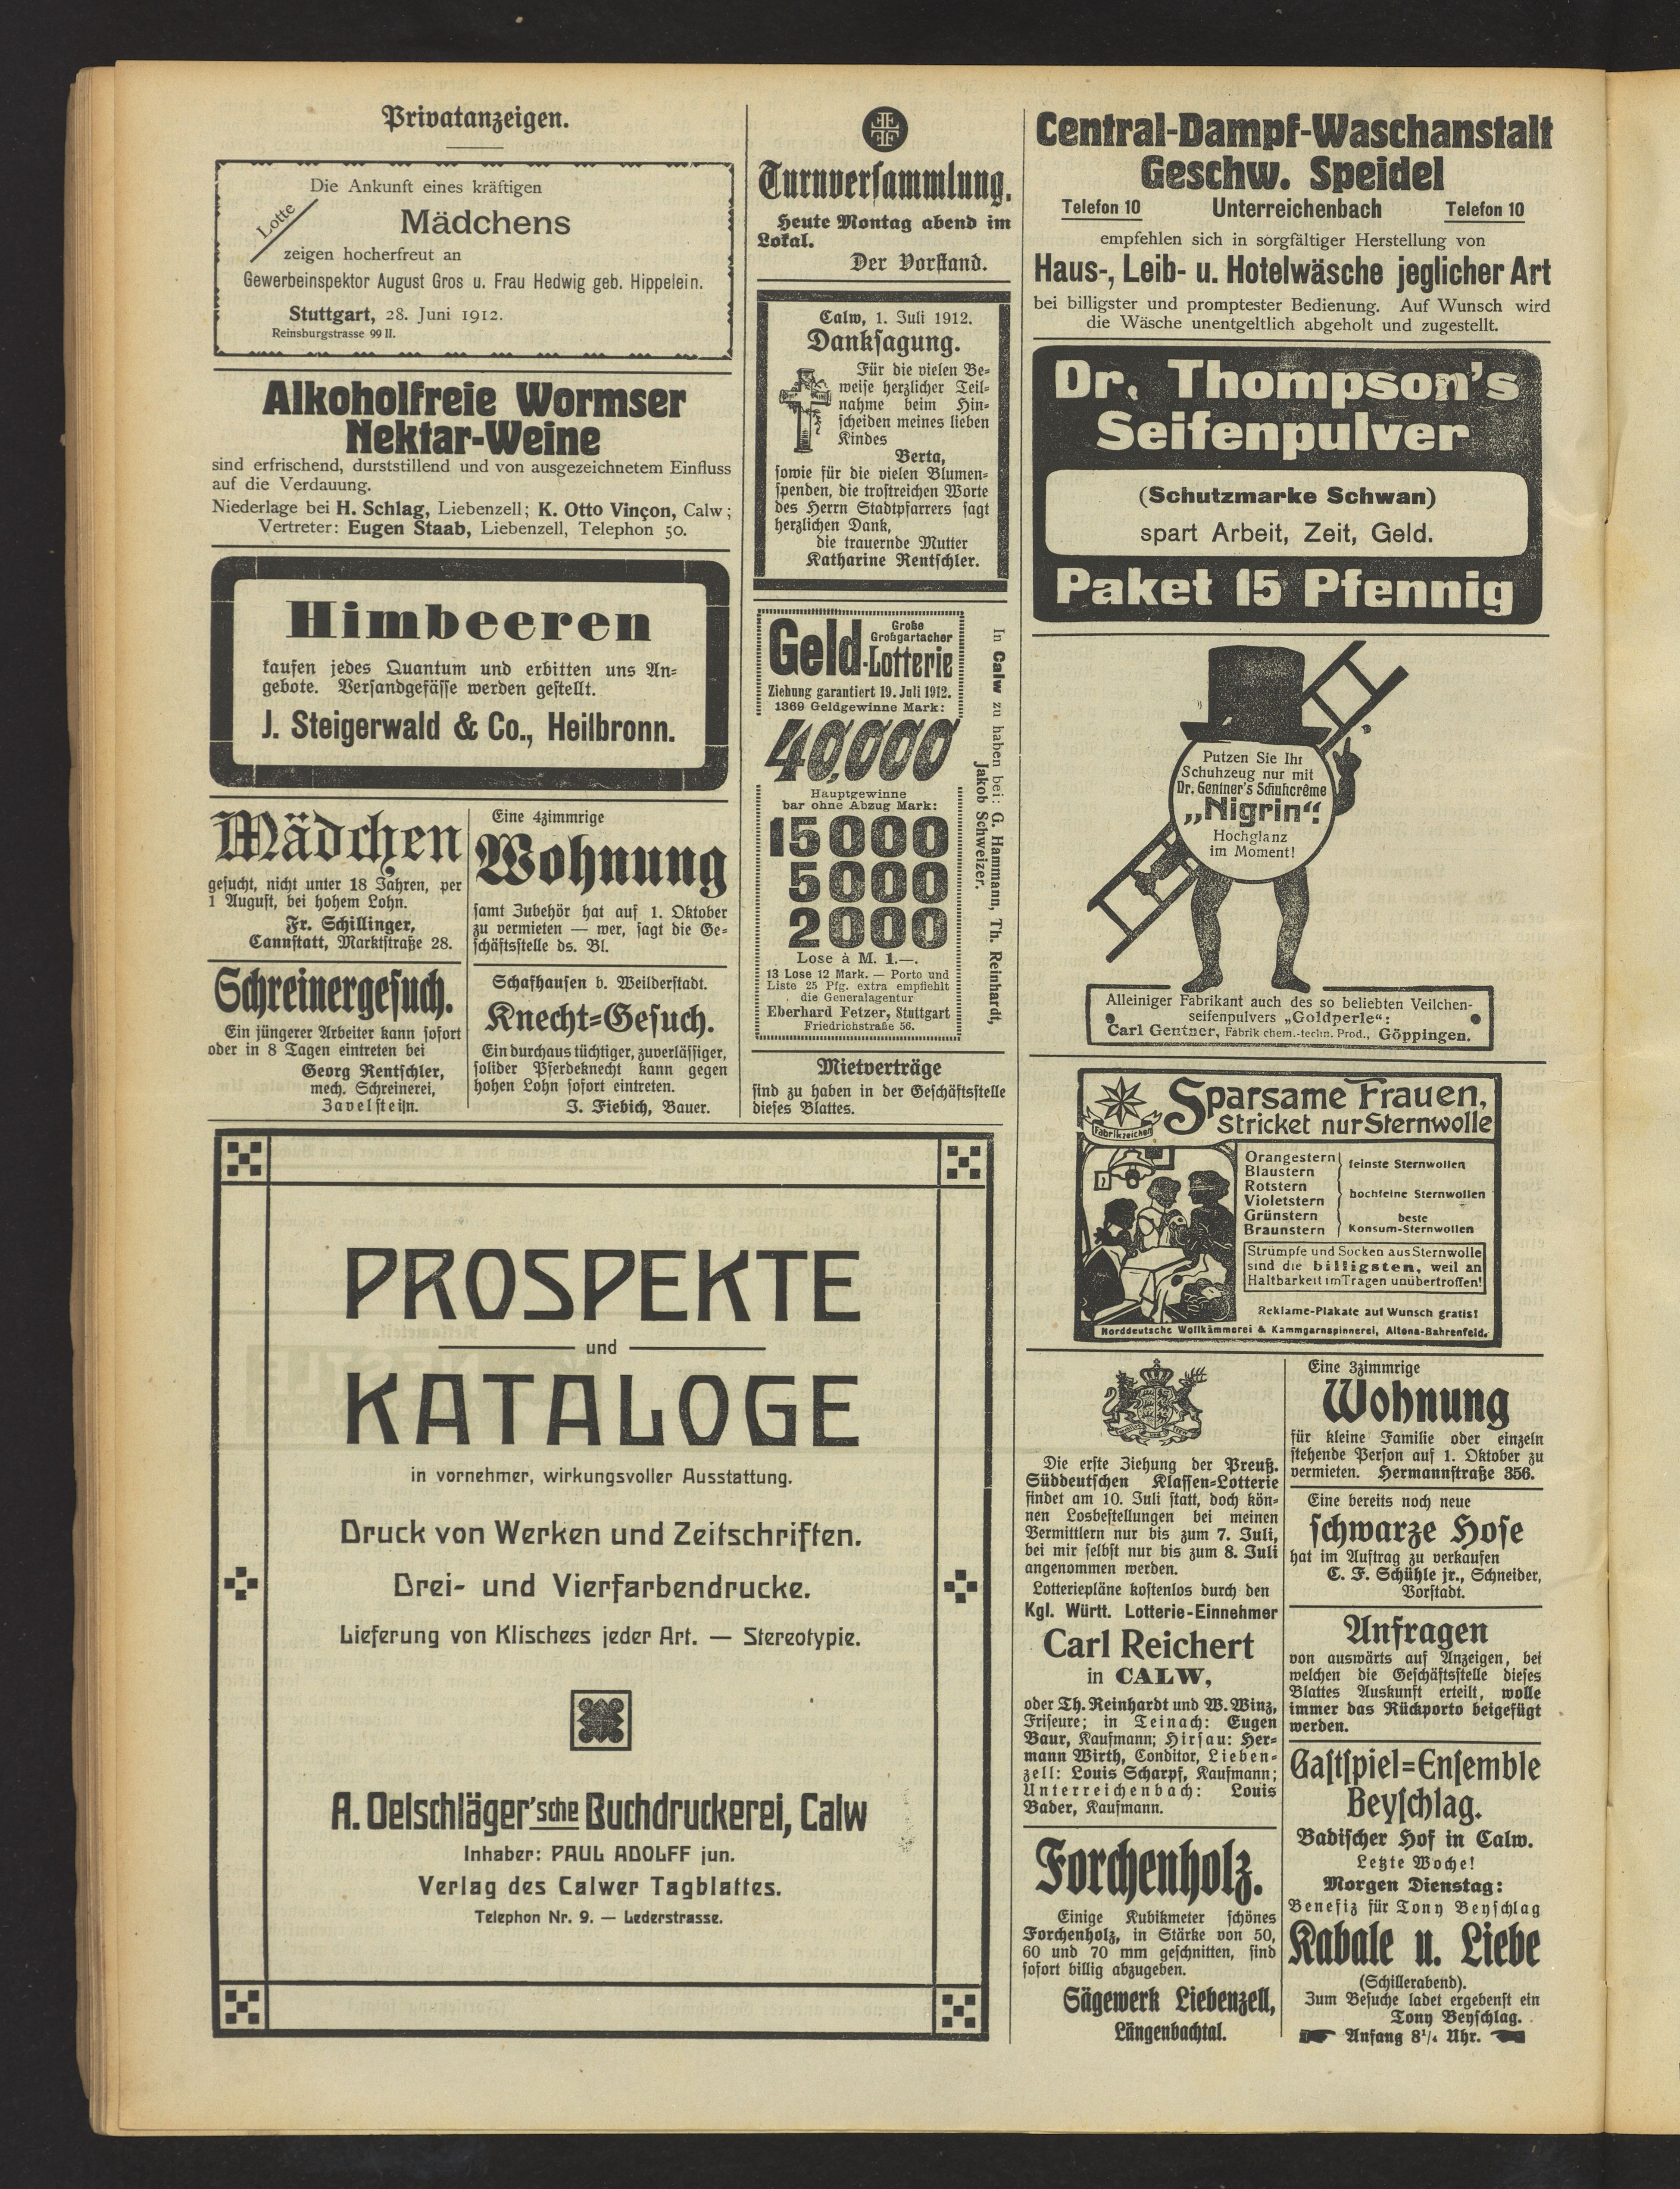 Privatanzeigen.
Lotte
Die Ankunft eines kräftigen
Mädchens
zeigen hocherfreut an
Gewerbeinspektor August Gros u. Frau Hedwig geb. Hippelein.
Stuttgart, 28. Juni 1912.
Reinsburgstrasse 99 II.
Alkoholfreie Wormser
Nektar-Weine
sind erfrischend, durststillend und von ausgezeichnetem Einfluss
auf die Verdauung.
Niederlage bei H. Schlag, Liebenzell; K. Otto Vinçon, Calw;
Vertreter: Eugen Staab, Liebenzell, Telephon 50.
Himbeeren
kaufen jedes Quantum und erbitten uns An-
gebote. Versandgefässe werden gestellt.
J. Steigerwald & Co., Heilbronn.
Mädchen
gesucht, nicht unter 18 Jahren, per
1 August, bei hohem Lohn.
Fr. Schillinger,
Cannstatt, Marktstraße 28.
Schreinergesuch.
Ein jüngerer Arbeiter kann sofort
oder in 8 Tagen eintreten bei
Georg Rentschler,
mech. Schreinerei,
Zavelstein.
Eine 4zimmrige
Wohnung
samt Zubehör hat auf 1. Oktober
zu vermieten — wer, sagt die Ge-
schäftsstelle ds. Bl.
Schafhausen b. Weilderstadt.
Knecht-Gesuch.
Ein durchaus tüchtiger, zuverlässiger,
solider Pferdeknecht kann gegen
hohen Lohn sofort eintreten.
J. Fiebich, Bauer.
Turnversammlung.
Heute Montag abend im
Lokal.
Der Vorstand.
Calw, 1. Juli 1912.
Danksagung.
Für die vielen Be-
weise herzlicher Teil-
nahme beim Hin-
scheiden meines lieben
Kindes
Berta,
sowie für die vielen Blumen-
spenden, die trostreichen Worte
des Herrn Stadtpfarrers sagt
herzlichen Dank,
die trauernde Mutter
Katharine Rentschler.
Große
Großgartacher
Geld-Lotterie
Ziehung garantiert 19. Juli 1912.
1369 Geldgewinne Mark:
40,000
Hauptgewinne
bar ohne Abzug Mark:
15000
5000
2000
Lose à M. 1.—.
13 Lose 12 Mark. — Porto und
Liste 25 Pfg. extra empfiehlt
die Generalagentur
Eberhard Fetzer, Stuttgart
Friedrichstraße 56.
In Calw zu haben bei: G. Hammann, Th. Reinhardt,
Jakob Schweizer.
Mietverträge
sind zu haben in der Geschäftsstelle
dieses Blattes.
PROSPEKTE
und
KATALOGE
in vornehmer, wirkungsvoller Ausstattung.
Druck von Werken und Zeitschriften.
Drei- und Vierfarbendrucke.
Lieferung von Klischees jeder Art. — Stereotypie.
A. Oelschläger'sche Buchdruckerei, Calw
Inhaber: PAUL ADOLFF jun.
Verlag des Calwer Tagblattes.
Telephon Nr. 9. — Lederstrasse.
Central-Dampf-Waschanstalt
Geschw. Speidel
Telefon 10 Unterreichenbach Telefon 10
empfehlen sich in sorgfältiger Herstellung von
Haus-, Leib- u. Hotelwäsche jeglicher Art
bei billigster und promptester Bedienung. Auf Wunsch wird
die Wäsche unentgeltlich abgeholt und zugestellt.
Dr. Thompson's
Seifenpulver
(Schutzmarke Schwan)
spart Arbeit, Zeit, Geld.
Paket 15 Pfennig
Putzen Sie Ihr
Schuhzeug nur mit
Dr. Gentner's Schuhcrême
„Nigrin“.
Hochglanz
im Moment!
Alleiniger Fabrikant auch des so beliebten Veilchen-
seifenpulvers „Goldperle“:
Carl Gentner, Fabrik chem.-techn. Prod., Göppingen.
Fabrikzeichen
Sparsame Frauen,
stricket nur Sternwolle
Orangestern
Blaustern
feinste Sternwollen
Rotstern
Violetstern
hochfeine Sternwollen
Grünstern
Braunstern
beste
Konsum-Sternwollen
Strümpfe und Socken aus Sternwolle
sind die billigsten, weil an
Haltbarkeit im Tragen unübertroffen!
Reklame-Plakate auf Wunsch gratis!
Norddeutsche Wollkämmerei & Kammgarnspinnerei, Altona-Bahrenfeld.
Die erste Ziehung der Preuß.
Süddeutschen Klassen-Lotterie
findet am 10. Juli statt, doch kön-
nen Losbestellungen bei meinen
Vermittlern nur bis zum 7. Juli,
bei mir selbst nur bis zum 8. Juli
angenommen werden.
Lotteriepläne kostenlos durch den
Kgl. Württ. Lotterie-Einnehmer
Carl Reichert
in CALW,
oder Th. Reinhardt und W. Winz,
Friseure; in Teinach: Eugen
Baur, Kaufmann; Hirsau: Her-
mann Wirth, Conditor, Lieben-
zell: Louis Scharpf, Kaufmann;
Unterreichenbach: Louis
Bader, Kaufmann.
Forchenholz.
Einige Kubikmeter schönes
Forchenholz, in Stärke von 50,
60 und 70 mm geschnitten, sind
sofort billig abzugeben.
Sägewerk Liebenzell,
Längenbachtal.
Eine 3zimmrige
Wohnung
für kleine Familie oder einzeln
stehende Person auf 1. Oktober zu
vermieten. Hermannstraße 356.
Eine bereits noch neue
schwarze Hose
hat im Auftrag zu verkaufen
C. F. Schühle jr., Schneider,
Vorstadt.
Anfragen
von auswärts auf Anzeigen, bei
welchen die Geschäftsstelle dieses
Blattes Auskunft erteilt, wolle
immer das Rückporto beigefügt
werden.
Gastspiel-Ensemble
Beyschlag.
Badischer Hof in Calw.
Letzte Woche!
Morgen Dienstag:
Benefiz für Tony Beyschlag
Kabale u. Liebe
(Schillerabend).
Zum Besuche ladet ergebenst ein
Tony Beyschlag.
Anfang 8¼ Uhr.